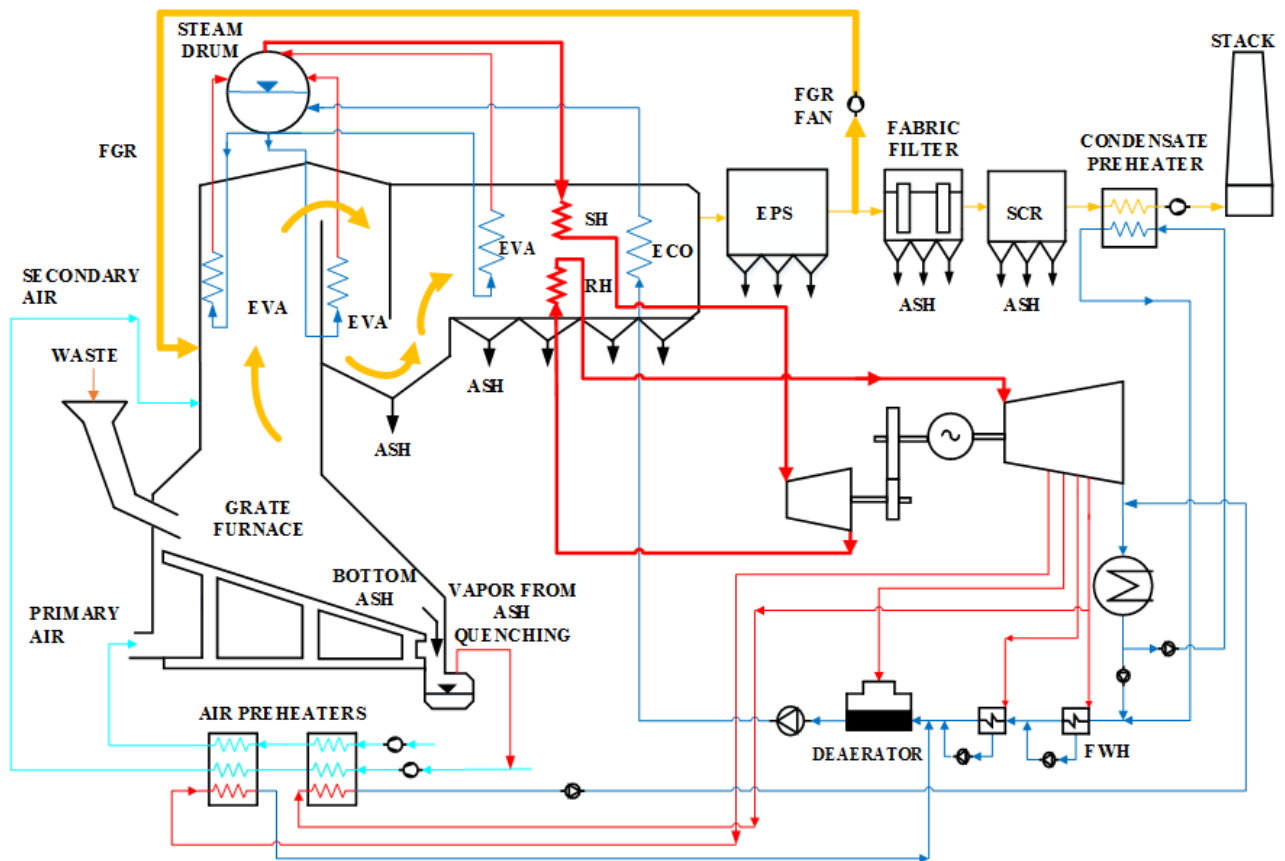 STEAM
DRUM
STACK
FGR
FAN
FABRIC
FILTER
CONDENSATE
PREHEATER
FGR
EPS
SCR
SH
EVA
ECO
SECONDARY
AIR
RH
EVA
EVA
ASH
ASH
WASTE
ASH
ASH
GRATE
FURNACE
BOTTOM
ASH
VAPOR FROM
ASH
QUENCHING
PRIMARY
AIR
AIR PREHEATERS
DEAERATOR
FWH